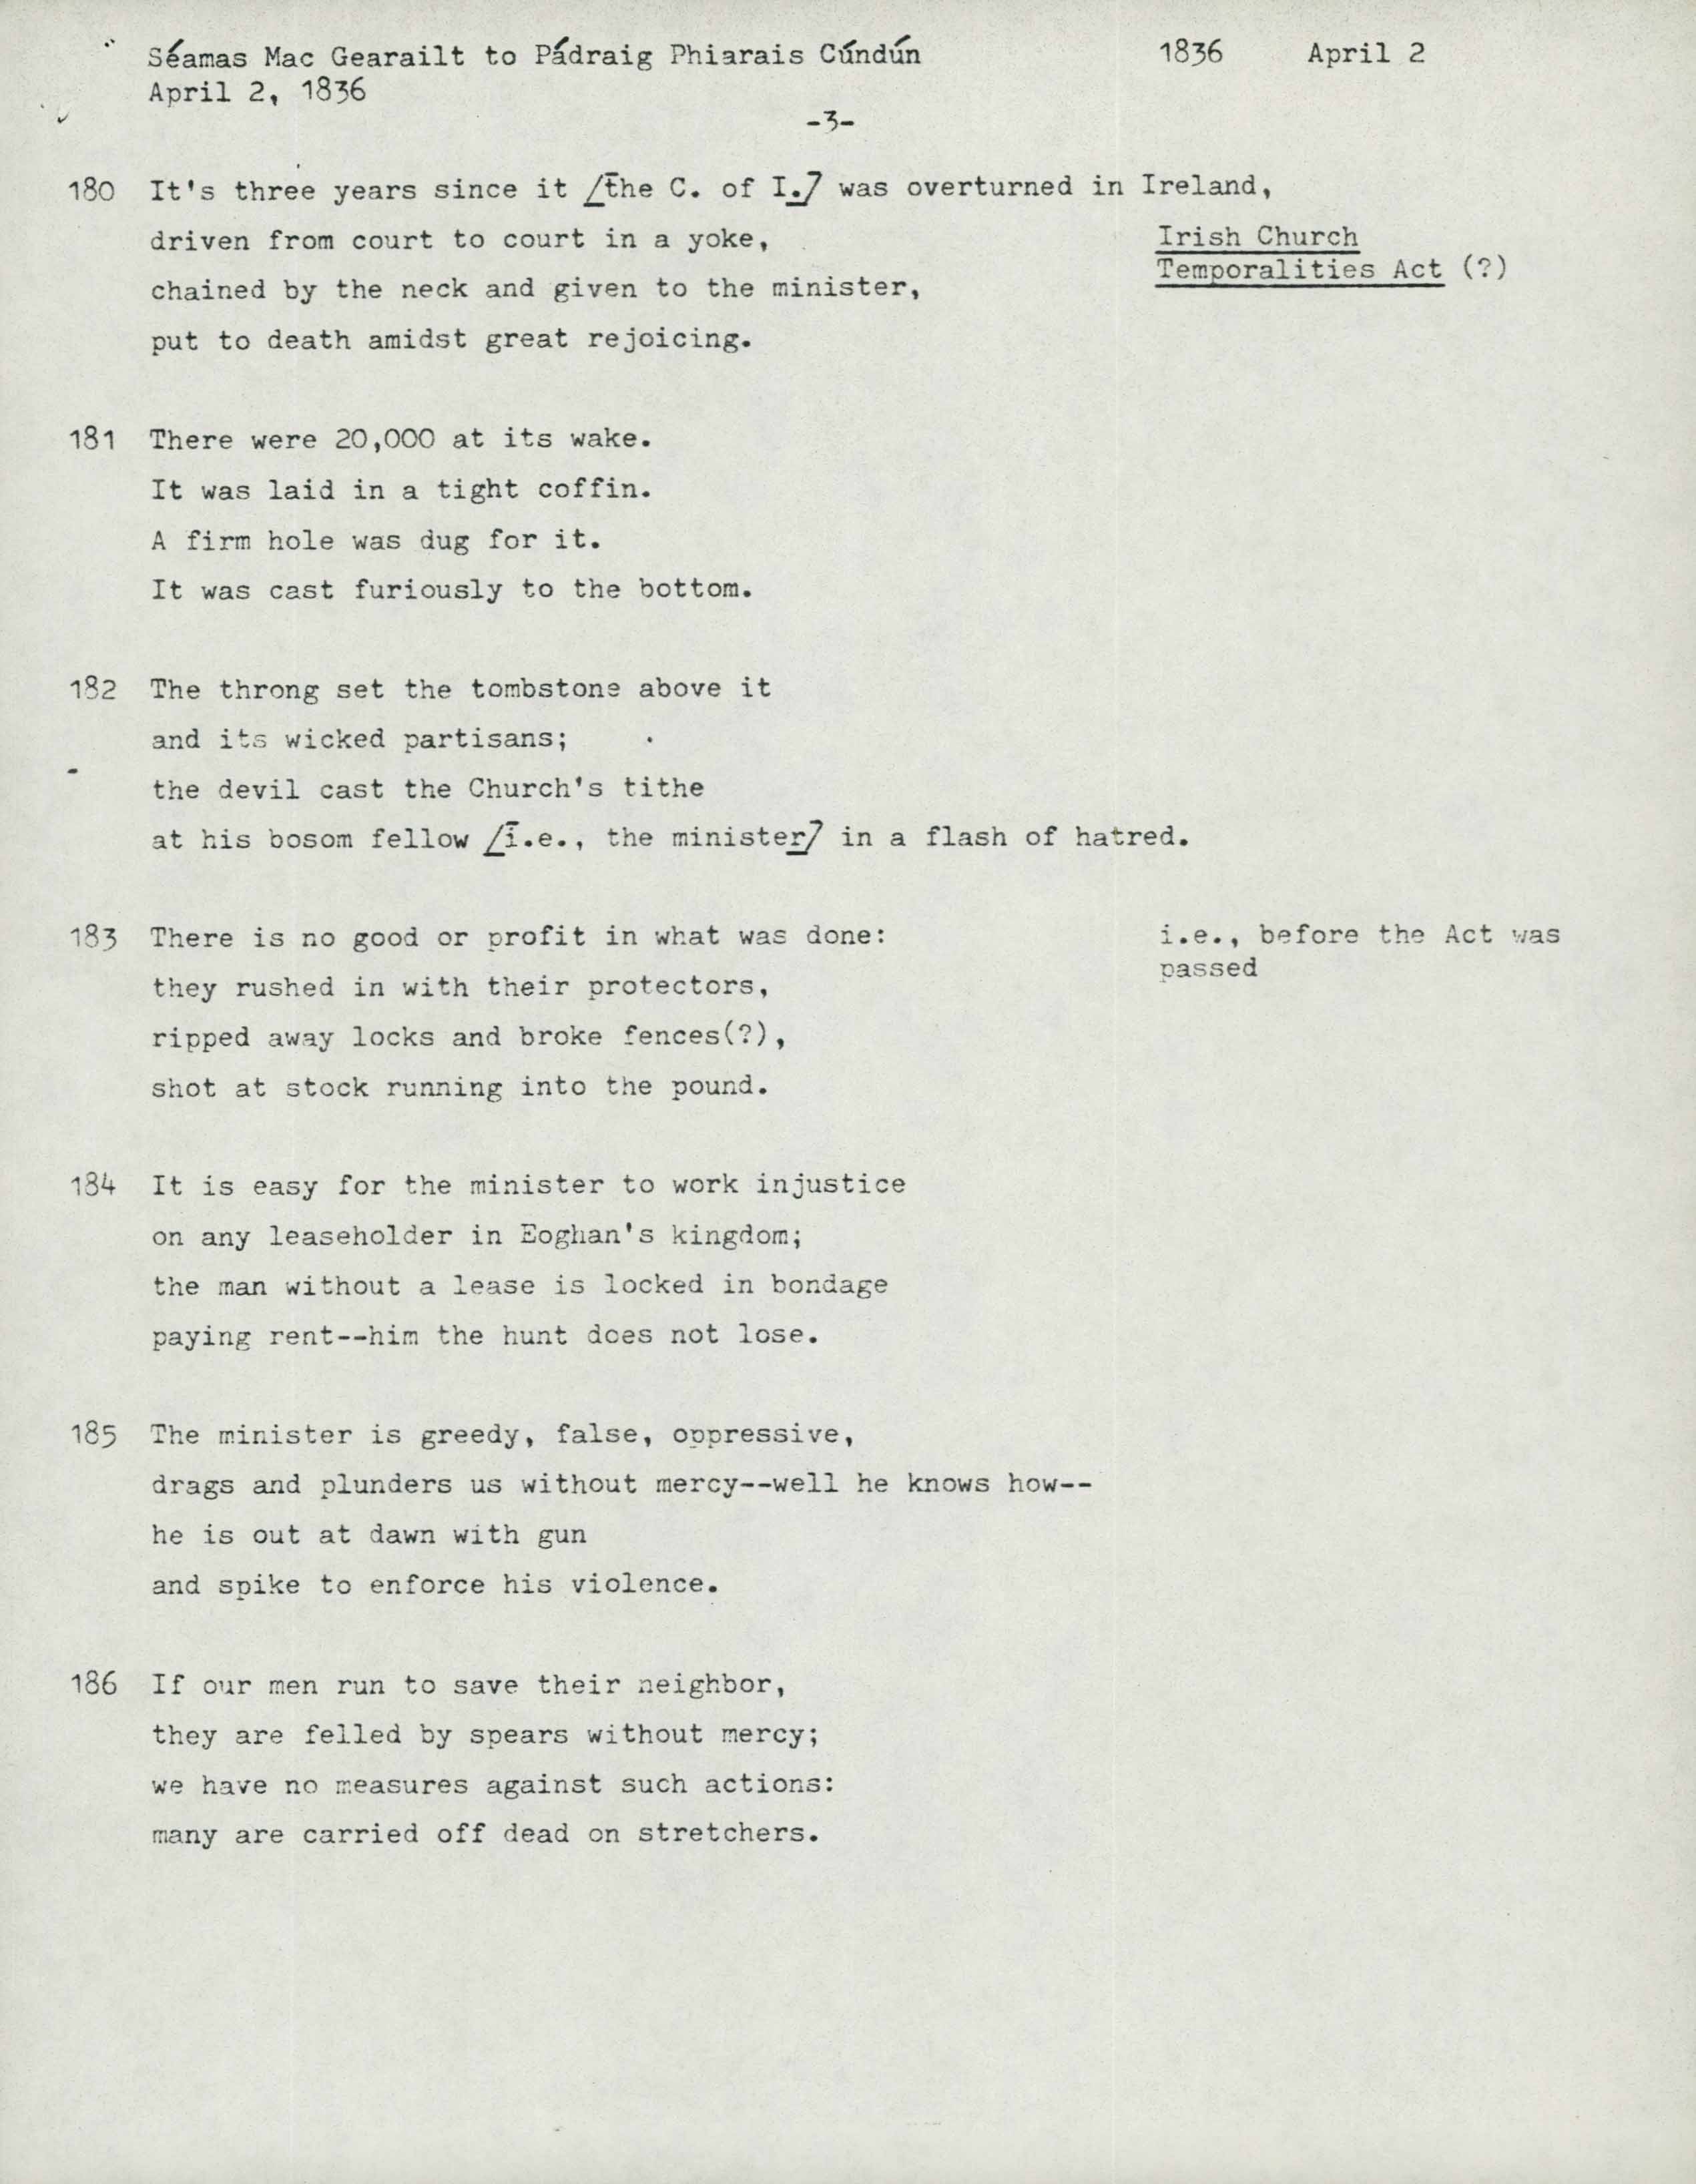 Séamas Mac Gearailt to Pádraig Phiarais Cúndún 1836 April 2
April 2, 1836
-3-
180 It's three years since it [the C. of I.] was overturned in Ireland,
driven from court to court in a yoke, Irish Church
Temporalities Act (?)
chained by the neck and given to the minister,
put to death amidst great rejoicing.
181 There were 20,000 at its wake.
It was laid in a tight coffin.
A firm hole was dug for it.
It was cast furiously to the bottom.
182 The throng set the tombstone above it
and its wicked partisans;
the devil cast the Church's tithe
at his bosom fellow [i.e., the minister] in a flash of hatred.
183 There is no good or profit in what was done: i.e., before the Act was
passed
they rushed in with their protectors,
ripped away locks and broke fences(?),
shot at stock running into the pound.
184 It is easy for the minister to work injustice
on any leaseholder in Eoghan's kingdom;
the man without a lease is locked in bondage
paying rent--him the hunt does not lose.
185 The minister is greedy, false, oppressive,
drags and plunders us without mercy--well he knows how--
he is out at dawn with gun
and spike to enforce his violence.
186 If our men run to save their neighbor,
they are felled by spears without mercy;
we have no measures against such actions:
many are carried off dead on stretchers.